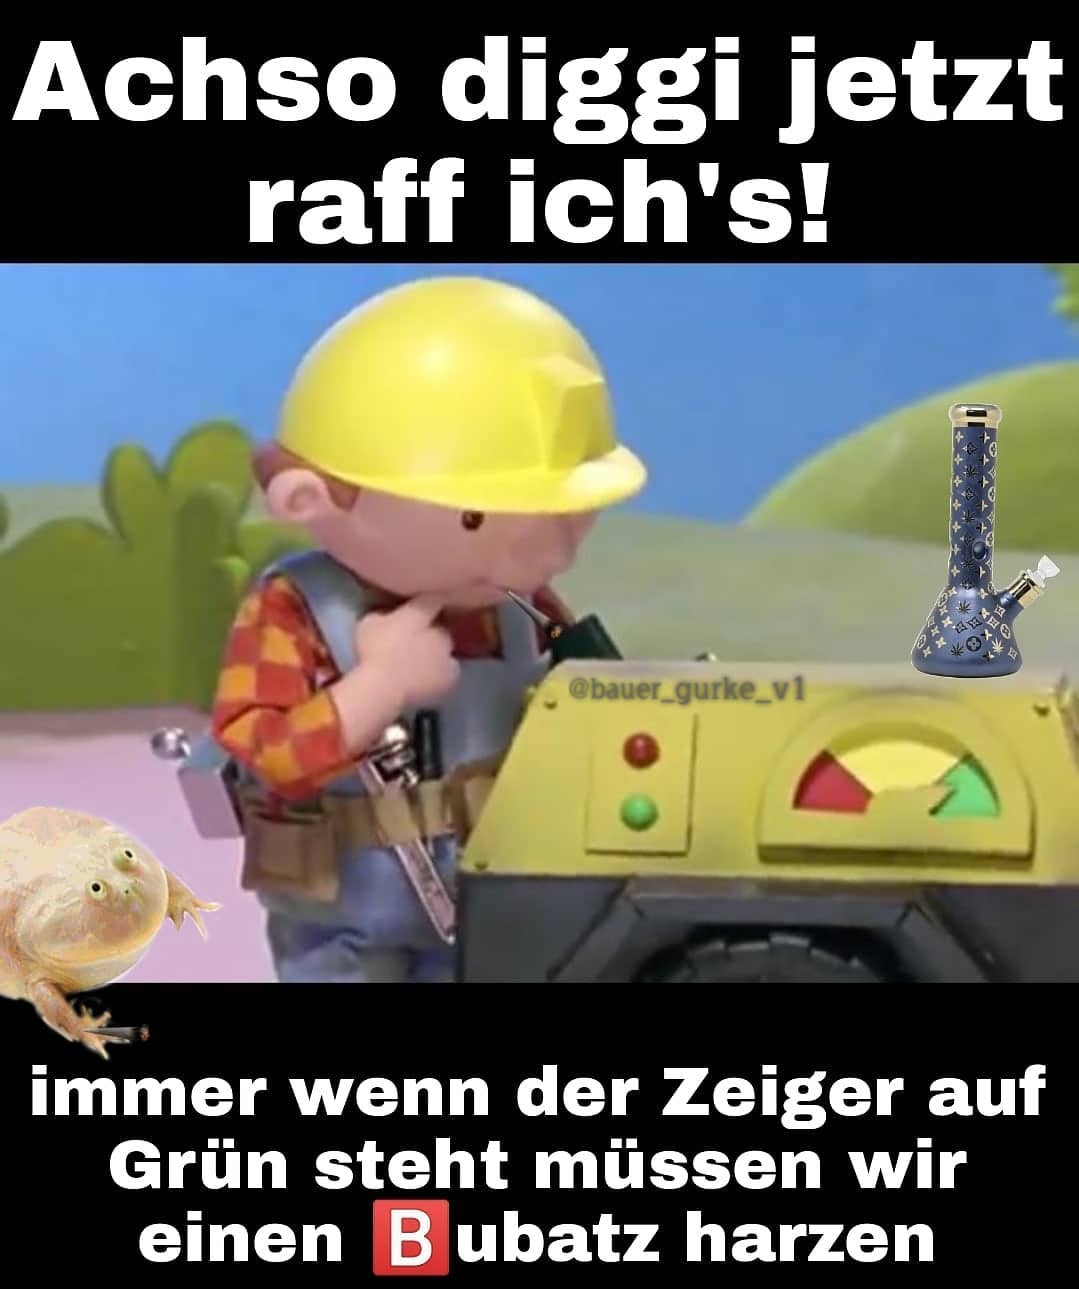 Achso diggi jetzt
raff ich's!
@bauer_gurke_v1
immer wenn der Zeiger auf
Grün steht müssen wir
einen 🅱ubatz harzen